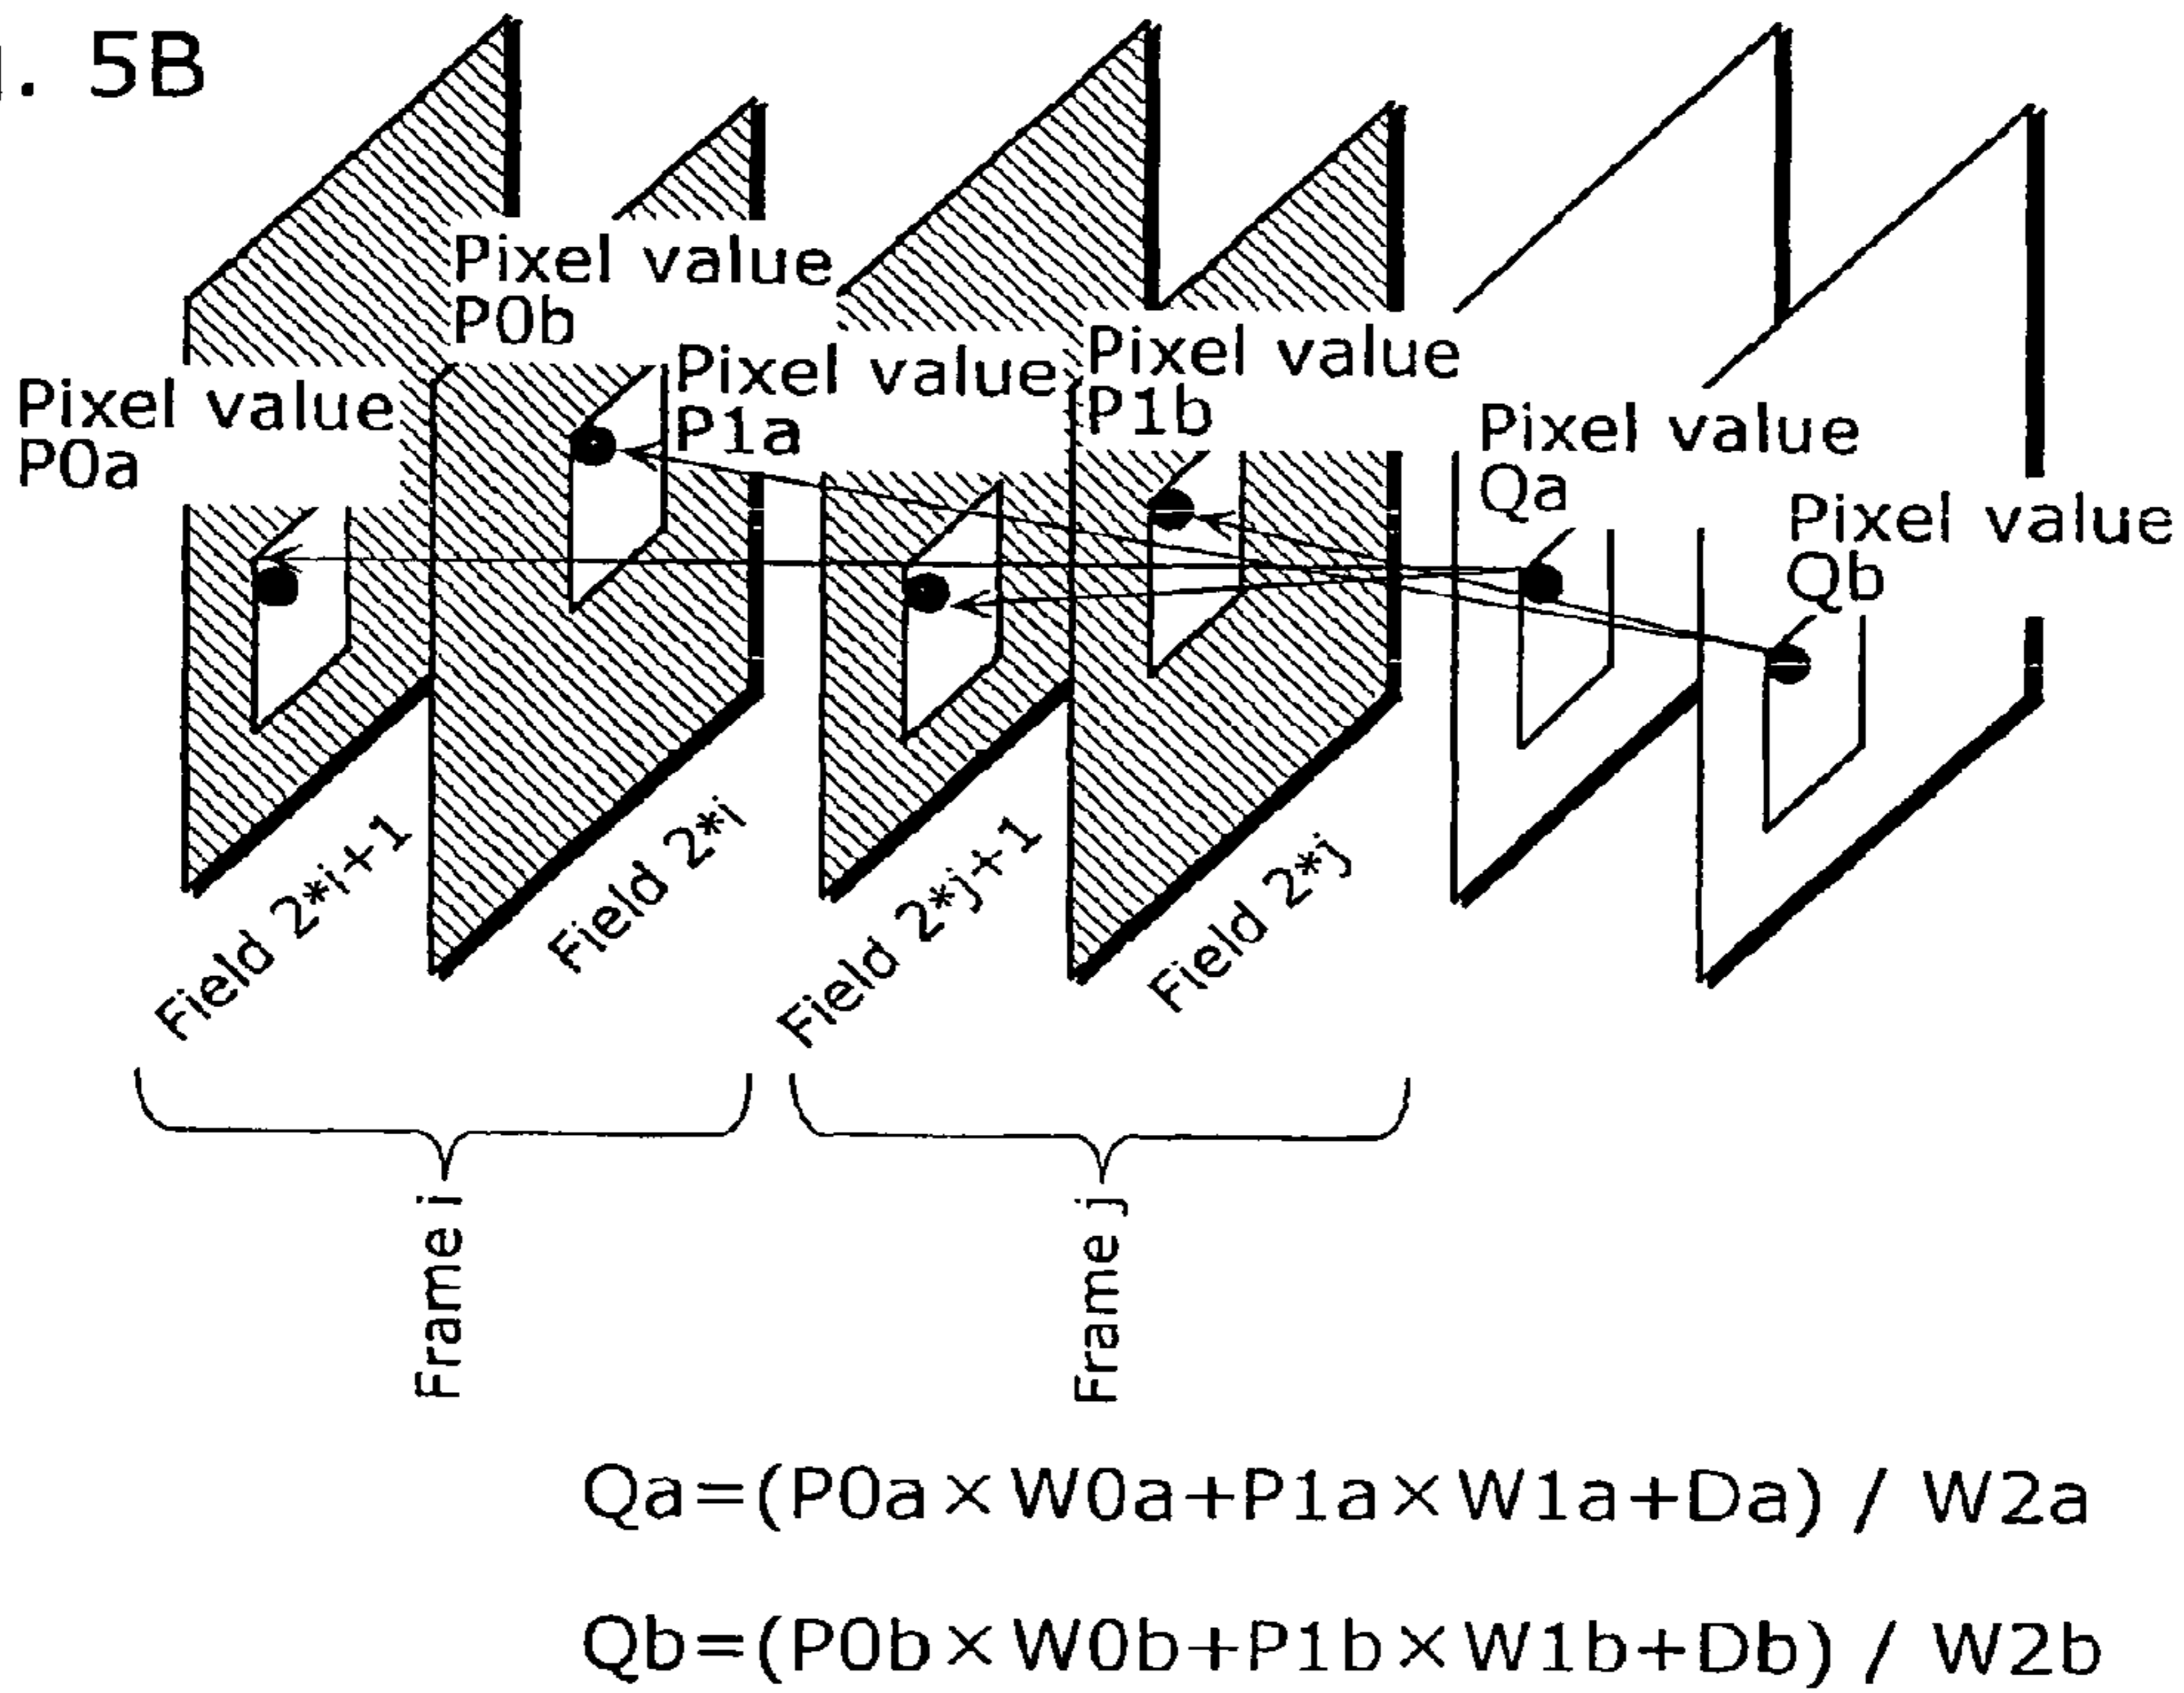 . 5B
Pixel value
P0b
Pixel value
P1b
Pixel value
P1a
Pixel value
P0a
Pixel value
Qa
Pixel value
Qb
Field 2*i+1
Field 2*i
Field 2*j+1
Field 2*j
Frame i
Frame j
Qa=(P0a×W0a+P1a×W1a+Da) / W2a
Qb=(P0b×W0b+P1b×W1b+Db) / W2b